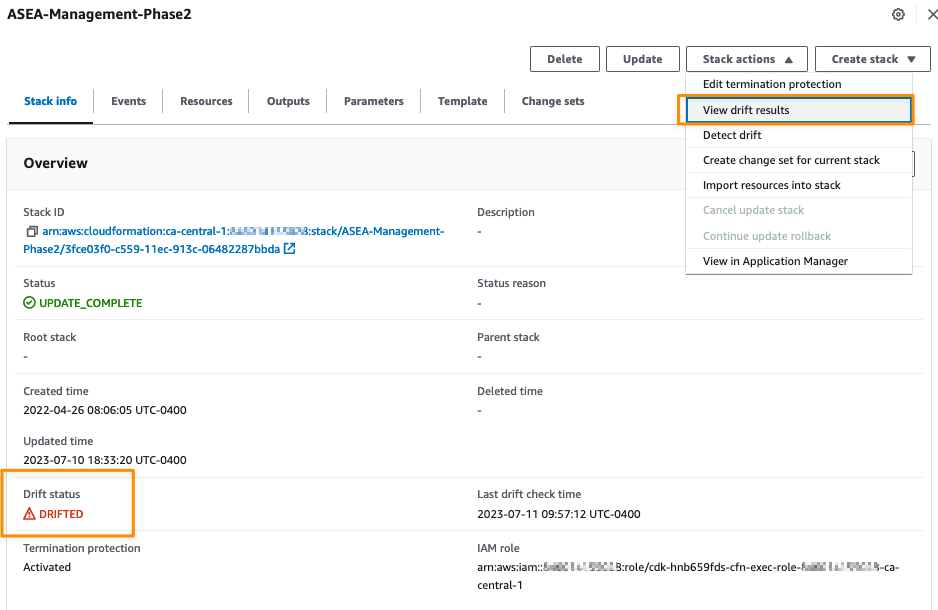 ASEA-Management-Phase2
Delete Update Stack actions Create stack
Edit termination protection
View drift results
Detect drift
Create change set for current stack
Import resources into stack
Cancel update stack
Continue update rollback
View in Application Manager
Stack info Events Resources Outputs Parameters Template Change sets
Overview
Stack ID
arn:aws:cloudformation:ca-central-1: :stack/ASEA-Management-
Phase2/3fce03f0-c559-11ec-913c-06482287bbda
Description
-
Status
UPDATE_COMPLETE
Status reason
-
Root stack
-
Parent stack
-
Created time
2022-04-26 08:06:05 UTC-0400
Deleted time
-
Updated time
2023-07-10 18:33:20 UTC-0400
Drift status
DRIFTED
Last drift check time
2023-07-11 09:57:12 UTC-0400
Termination protection
Activated
IAM role
arn:aws:iam:: :role/cdk-hnb659fds-cfn-exec-role- -ca-
central-1